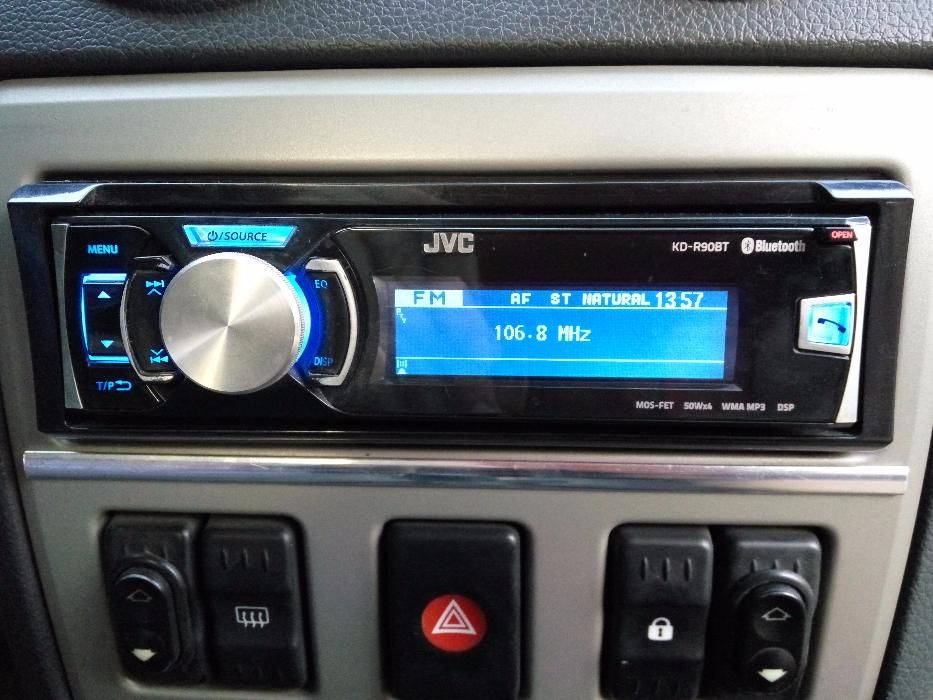 ⏻/SOURCE
MENU
JVC
KD-R90BT Bluetooth
OPEN
EQ
FM AF ST NATURAL 13:57
PTY
106.8 MHz
DISP
T/P
MOS-FET 50Wx4 WMA MP3 DSP